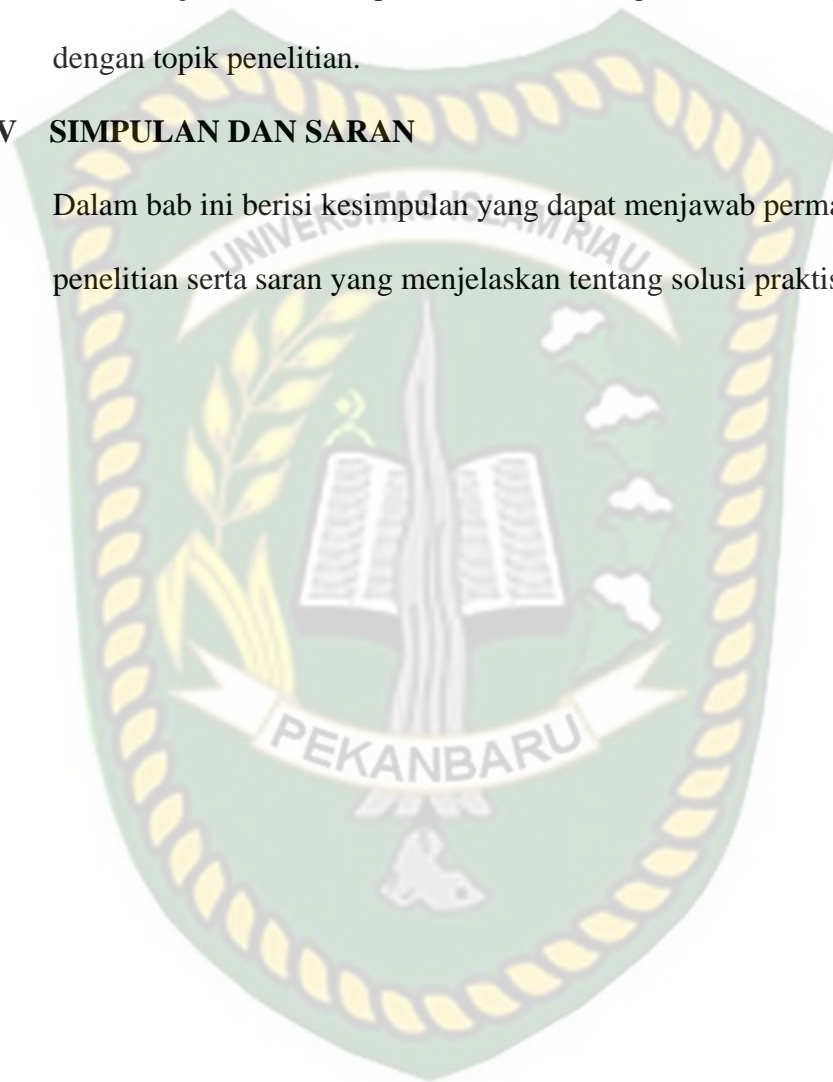 dengan topik penelitian.
V SIMPULAN DAN SARAN
Dalam bab ini berisi kesimpulan yang dapat menjawab
penelitian serta saran yang menjelaskan tentang solusi praktis
UNIVERSITAS ISLAM RIAU
PEKANBARU